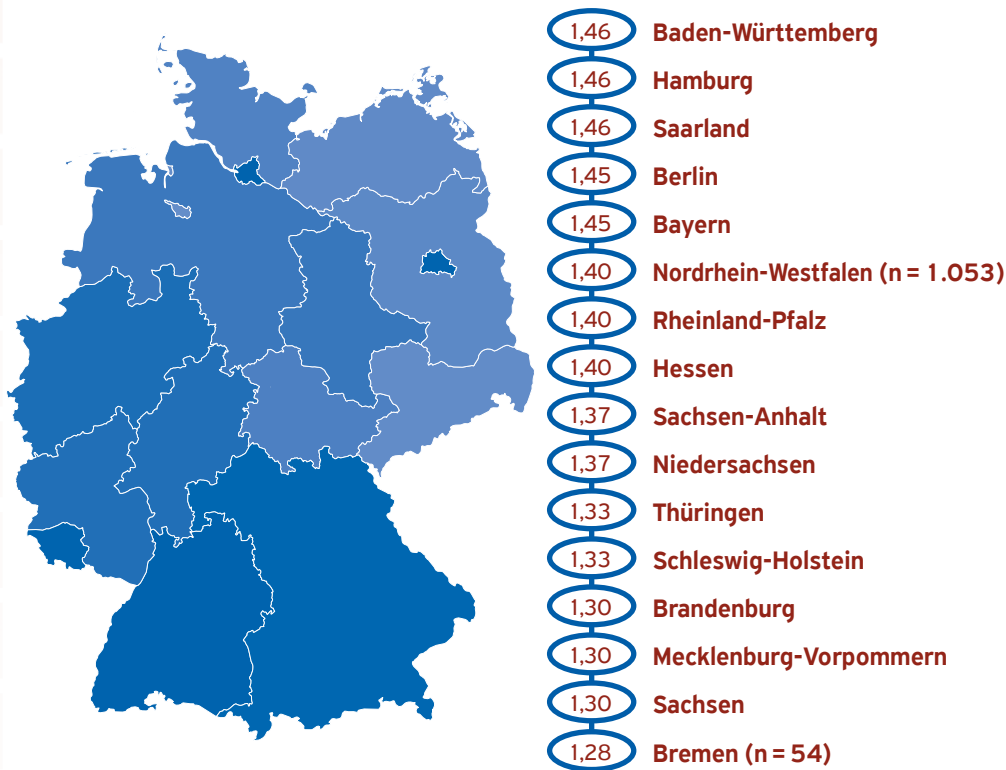 1,46 Baden-Württemberg
1,46 Hamburg
1,46 Saarland
1,45 Berlin
1,45 Bayern
1,40 Nordrhein-Westfalen (n = 1.053)
1,40 Rheinland-Pfalz
1,40 Hessen
1,37 Sachsen-Anhalt
1,37 Niedersachsen
1,33 Thüringen
1,33 Schleswig-Holstein
1,30 Brandenburg
1,30 Mecklenburg-Vorpommern
1,30 Sachsen
1,28 Bremen (n = 54)